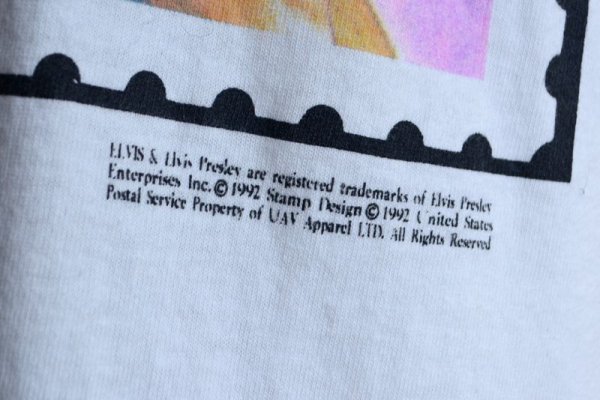 ELVIS & Elvis Presley are registered trademarks of Elvis Presley
Enterprises Inc. © 1992 Stamp Design © 1992 United States
Postal Service Property of UAV Apparel LTD. All Rights Reserved